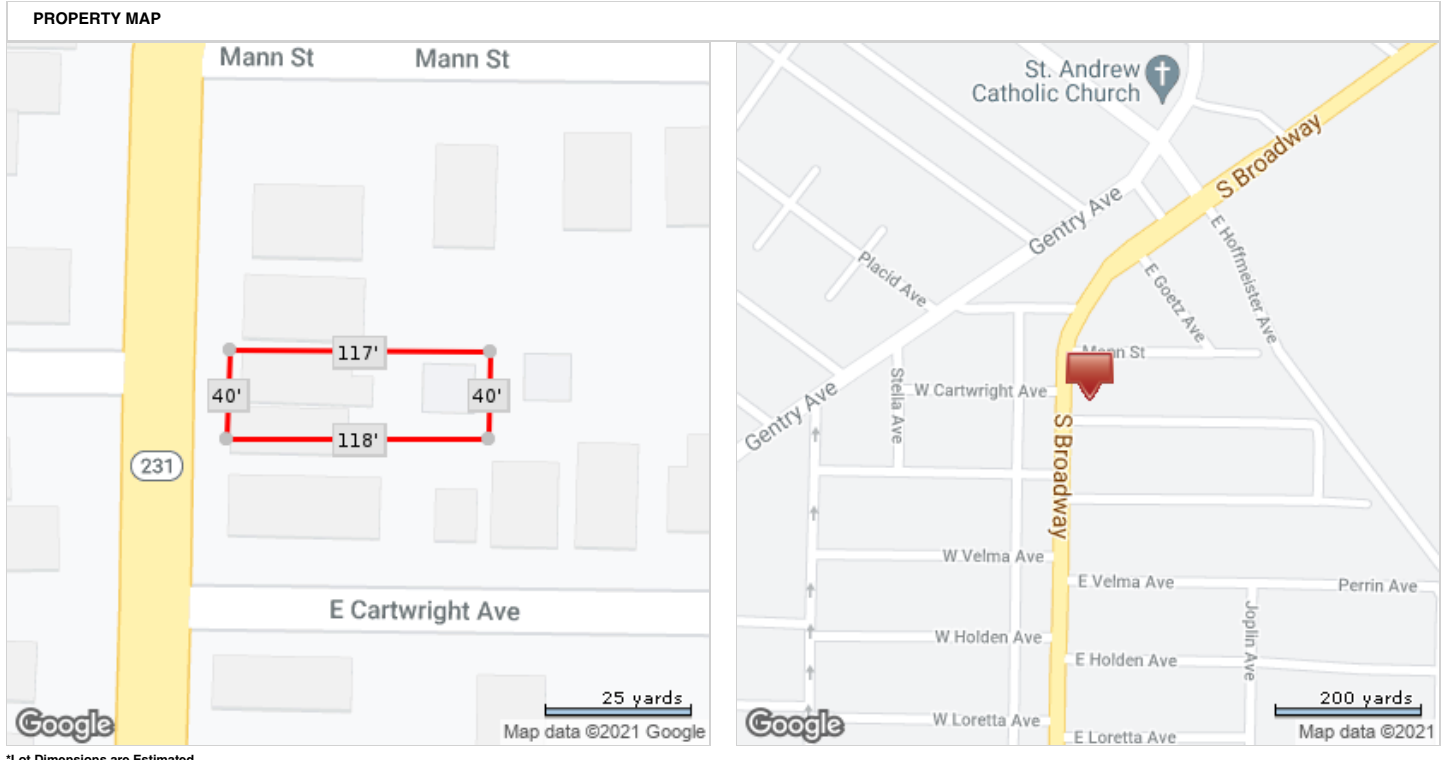 PROPERTY MAP
Mann St
Mann St
117'
40'
40'
118'
231
E Cartwright Ave
25 yards
Google
Map data ©2021 Google
St. Andrew
Catholic Church
S Broadway
Gentry Ave
E Hoffmeister Ave
Placid Ave
E Goetz Ave
Mann St
Stella Ave
W Cartwright Ave
Gentry Ave
S Broadway
W Velma Ave
E Velma Ave
Perrin Ave
Joplin Ave
W Holden Ave
E Holden Ave
200 yards
W Loretta Ave
Google
Map data ©2021
E Loretta Ave
*Lot Dimensions are Estimated